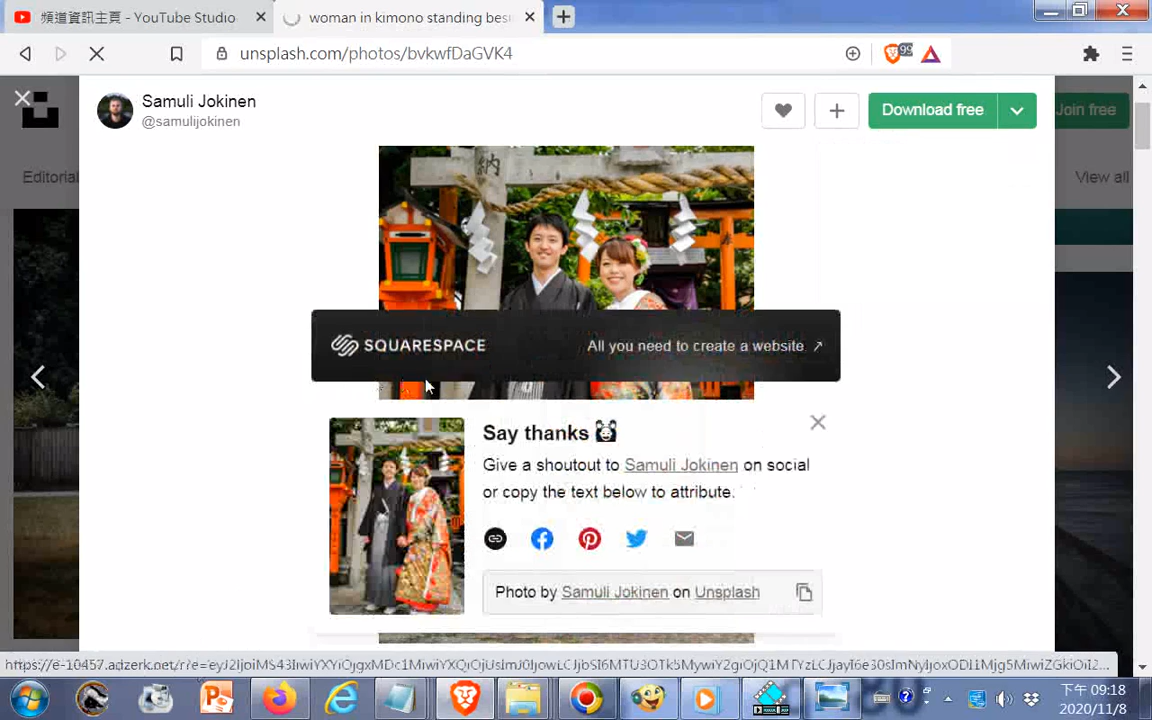 頻道資訊主頁 - YouTube Studio
woman in kimono standing besi
unsplash.com/photos/bvkwfDaGVK4
99
Samuli Jokinen
@samulijokinen
Download free
Join free
Editorial
View all
納
SQUARESPACE
All you need to create a website ↗
Say thanks
Give a shoutout to Samuli Jokinen on social
or copy the text below to attribute.
Photo by Samuli Jokinen on Unsplash
下午 09:18
2020/11/8